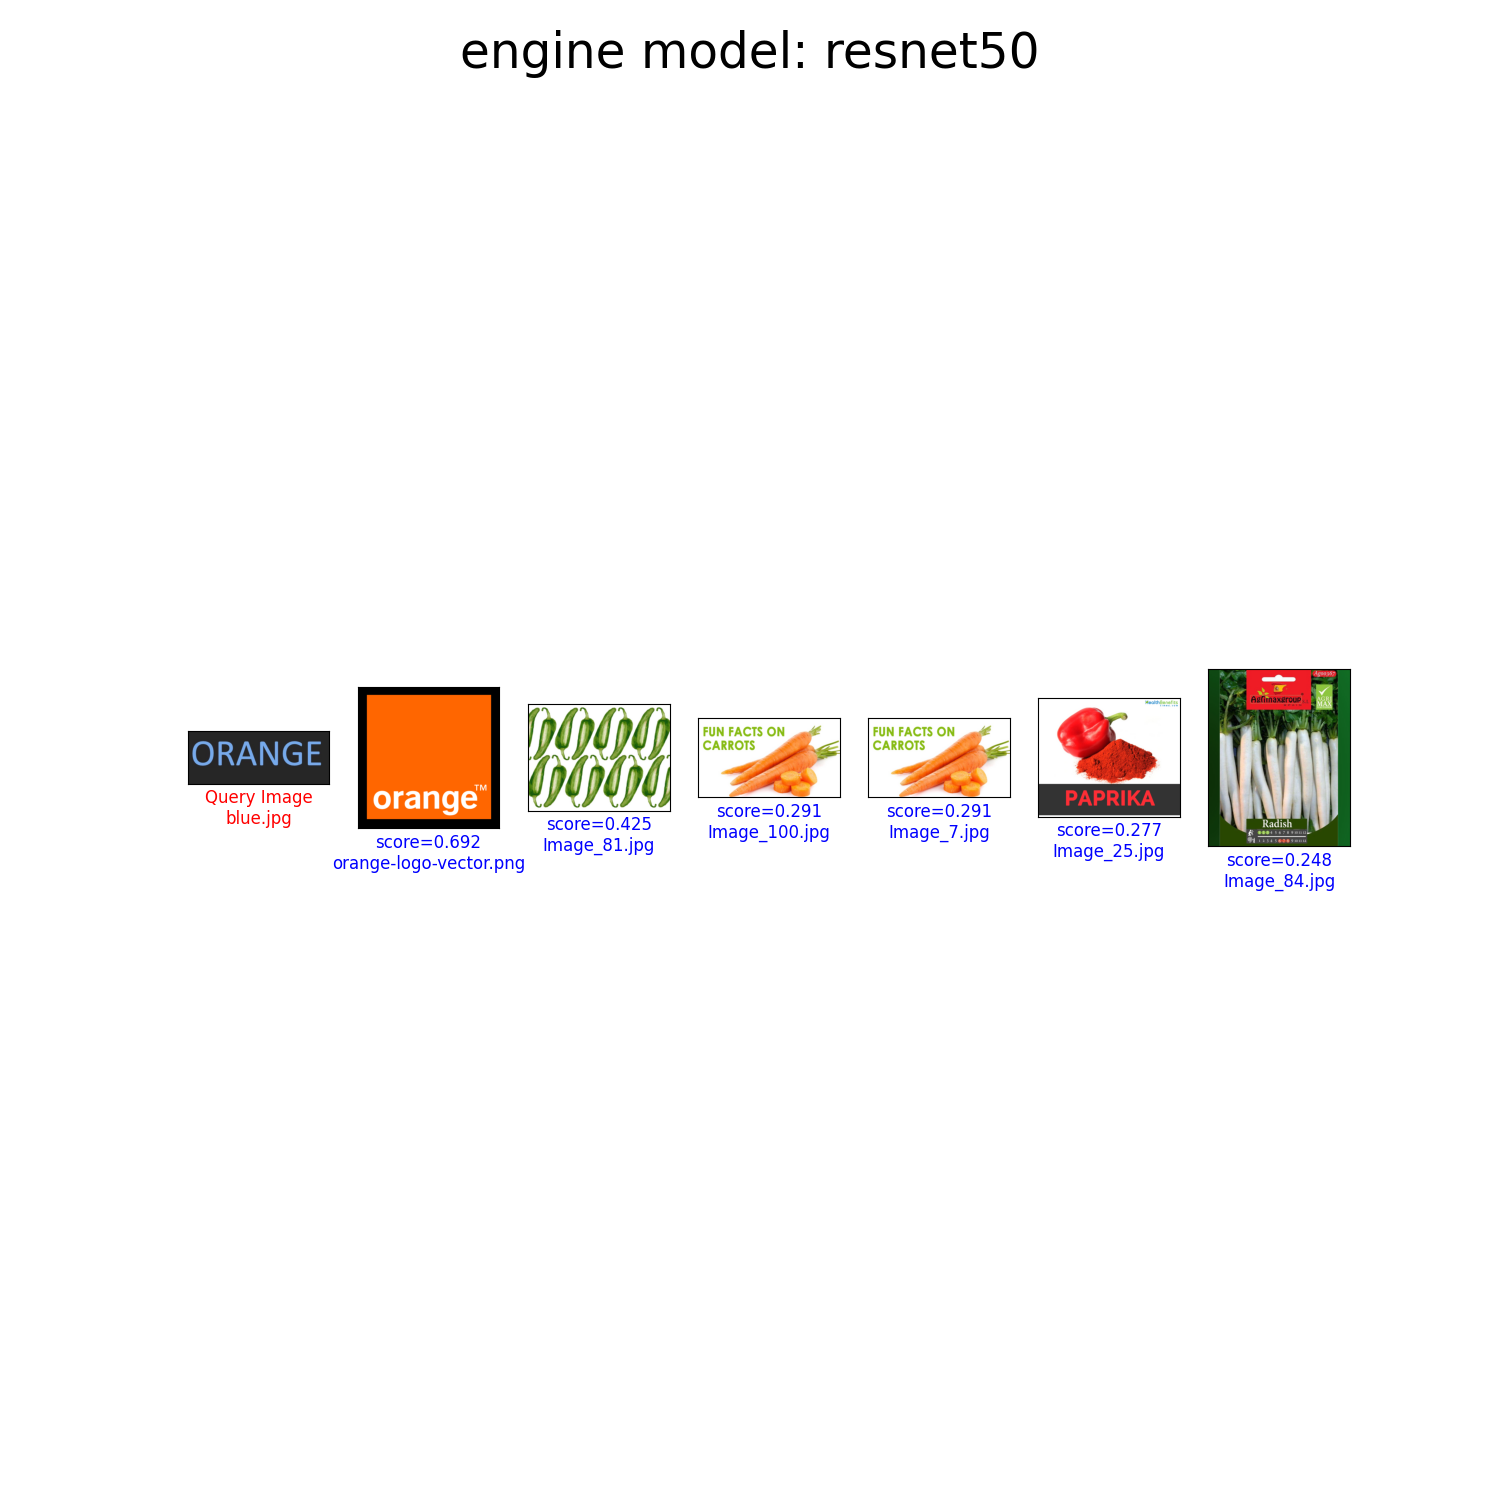 engine model: resnet50
ORANGE
Query Image
blue.jpg
orange™
score=0.692
orange-logo-vector.png
score=0.425
Image_81.jpg
FUN FACTS ON
CARROTS
score=0.291
Image_100.jpg
FUN FACTS ON
CARROTS
score=0.291
Image_7.jpg
HealthBenefits
PAPRIKA
score=0.277
Image_25.jpg
Radish
score=0.248
Image_84.jpg